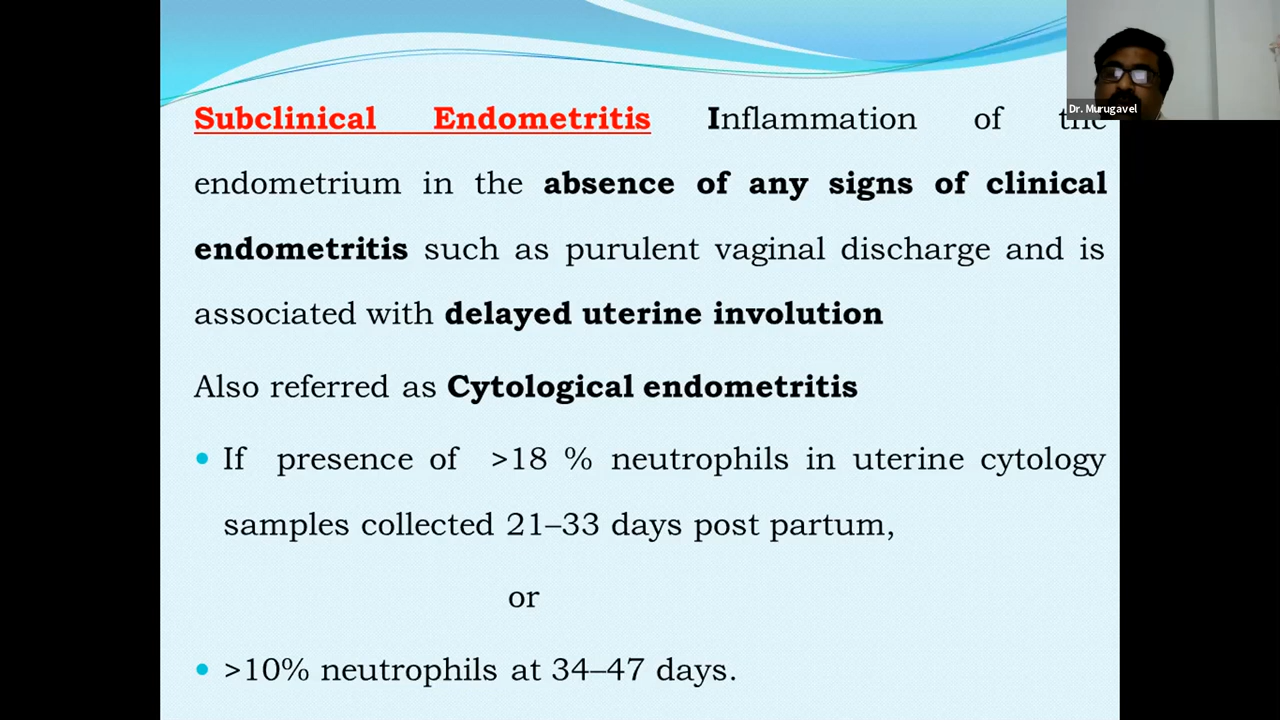 Subclinical Endometritis Inflammation of the
endometrium in the absence of any signs of clinical
endometritis such as purulent vaginal discharge and is
associated with delayed uterine involution
Also referred as Cytological endometritis
If presence of >18 % neutrophils in uterine cytology
samples collected 21–33 days post partum,
or
>10% neutrophils at 34–47 days.
Dr. Murugavel